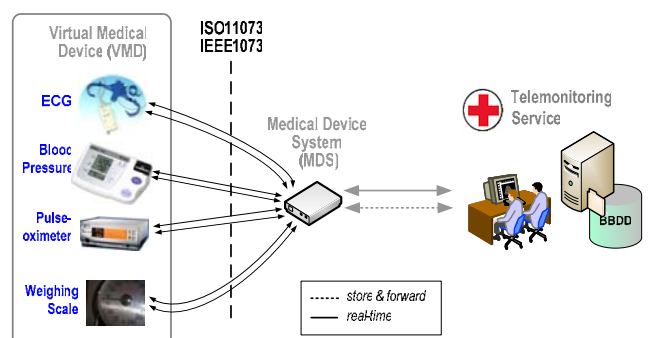 Virtual Medical
Device (VMD)
ECG
Blood
Pressure
Pulse-
oximeter
Weighing
Scale
ISO11073
IEEE1073
Medical Device
System
(MDS)
Telemonitoring
Service
BBDD
store & forward
real-time